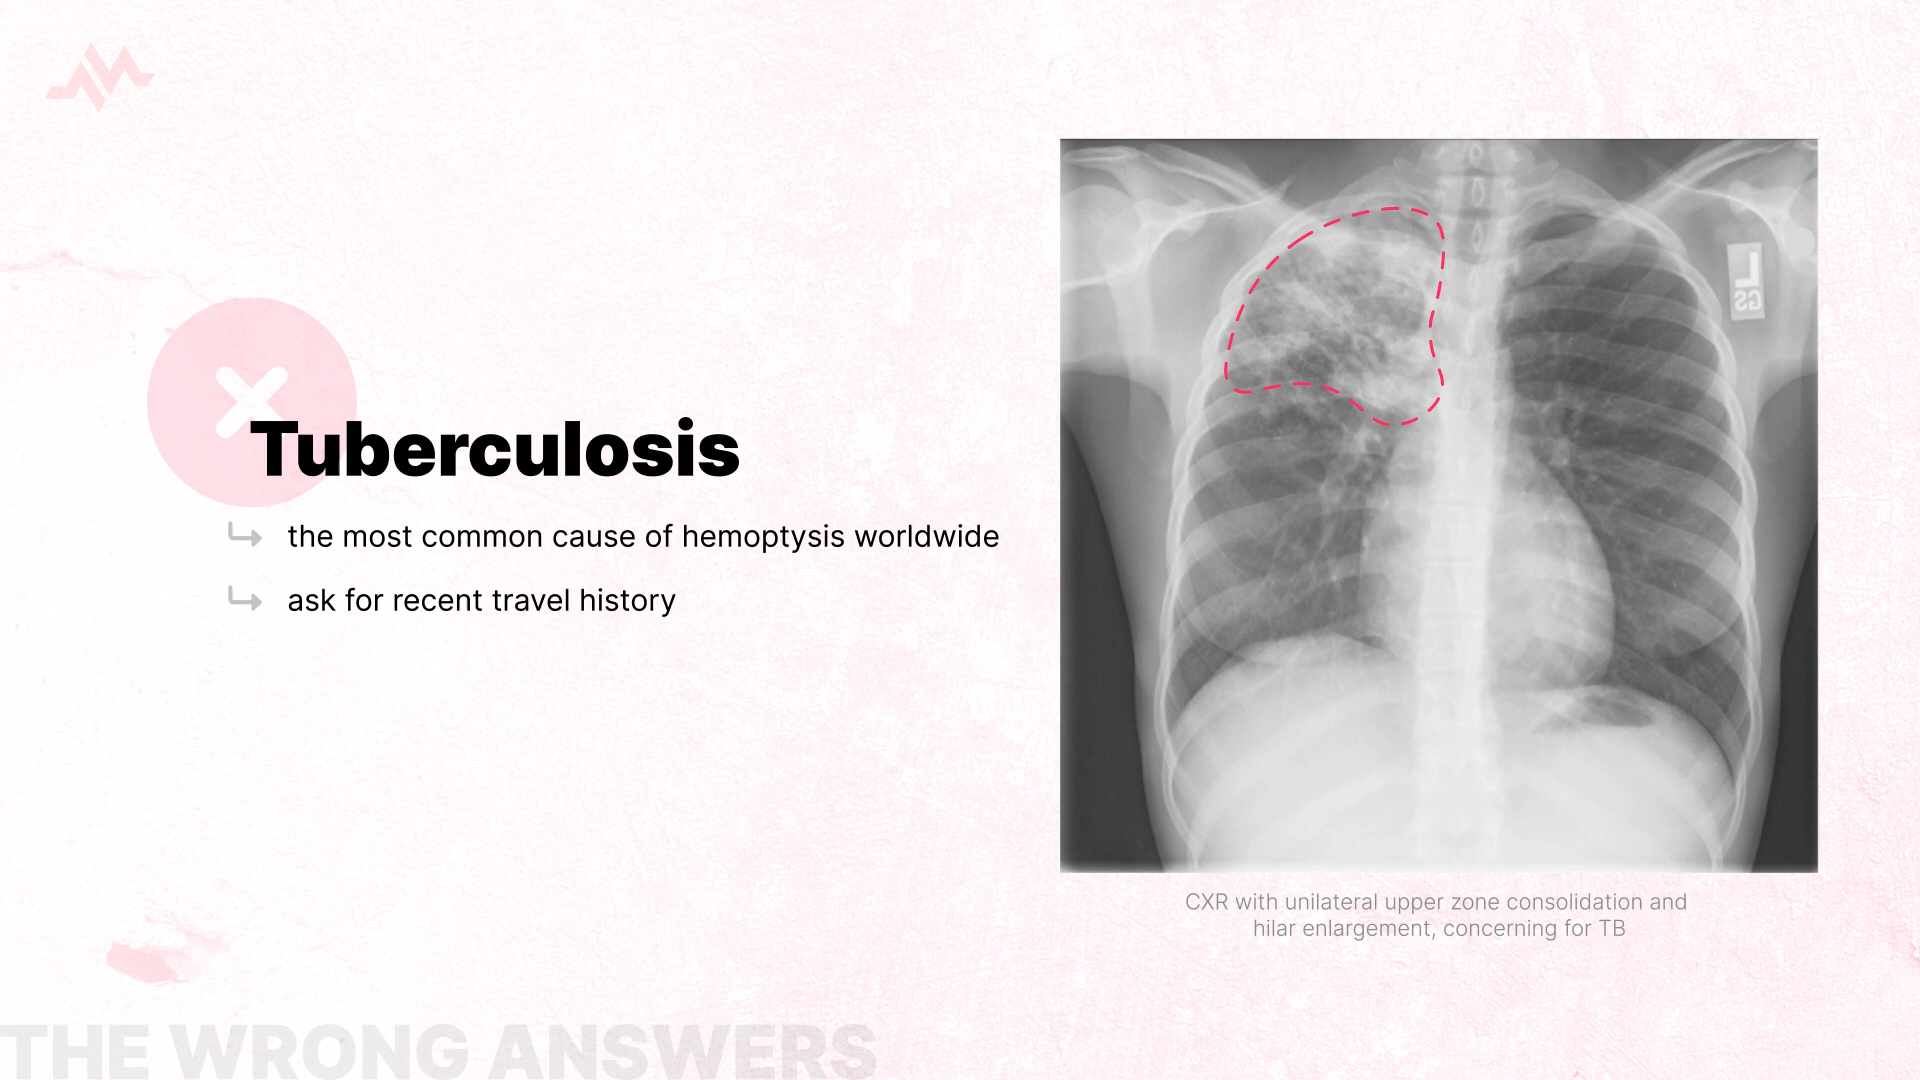 Tuberculosis
the most common cause of hemoptysis worldwide
ask for recent travel history
L
GS
CXR with unilateral upper zone consolidation and
hilar enlargement, concerning for TB
THE WRONG ANSWERS